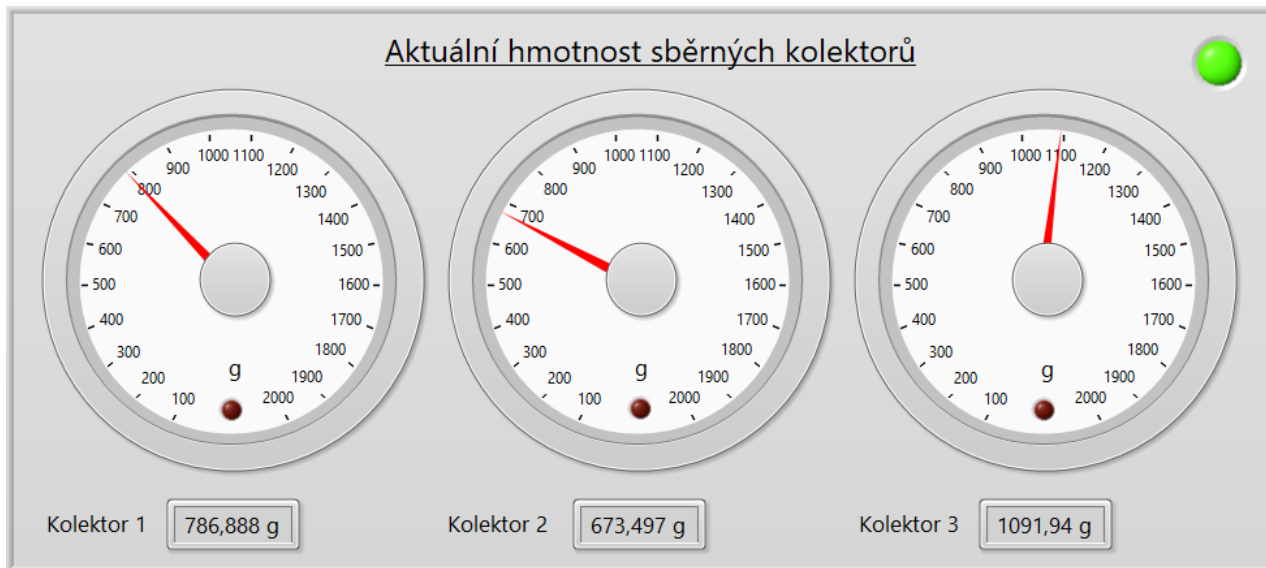 Aktuální hmotnost sběrných kolektorů
100 200 300 400 500 600 700 800 900 1000 1100 1200 1300 1400 1500 1600 1700 1800 1900 2000
g
100 200 300 400 500 600 700 800 900 1000 1100 1200 1300 1400 1500 1600 1700 1800 1900 2000
g
100 200 300 400 500 600 700 800 900 1000 1100 1200 1300 1400 1500 1600 1700 1800 1900 2000
g
Kolektor 1 786,888 g
Kolektor 2 673,497 g
Kolektor 3 1091,94 g